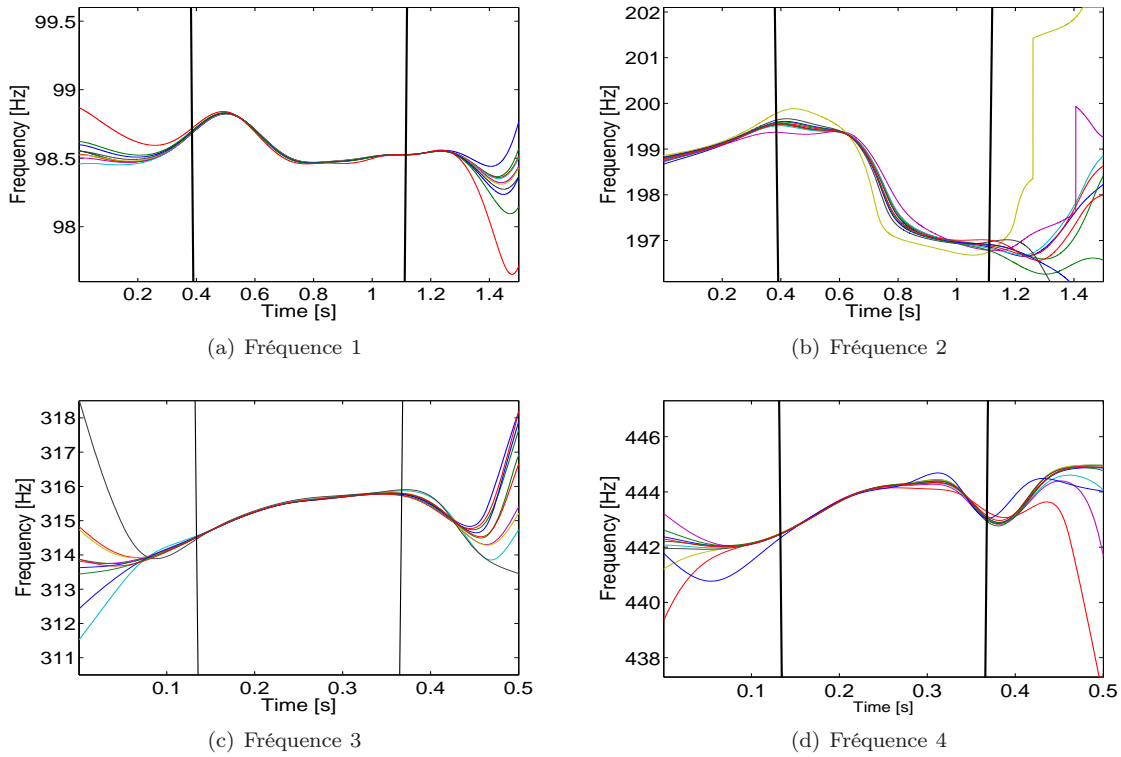 99.5
99
98.5
98
Frequency [Hz]
0.2 0.4 0.6 0.8 1 1.2 1.4
Time [s]
(a) Fréquence 1
202
201
200
199
198
197
Frequency [Hz]
0.2 0.4 0.6 0.8 1 1.2 1.4
Time [s]
(b) Fréquence 2
318
317
316
315
314
313
312
311
Frequency [Hz]
0.1 0.2 0.3 0.4 0.5
Time [s]
(c) Fréquence 3
446
444
442
440
438
Frequency [Hz]
0.1 0.2 0.3 0.4 0.5
Time [s]
(d) Fréquence 4